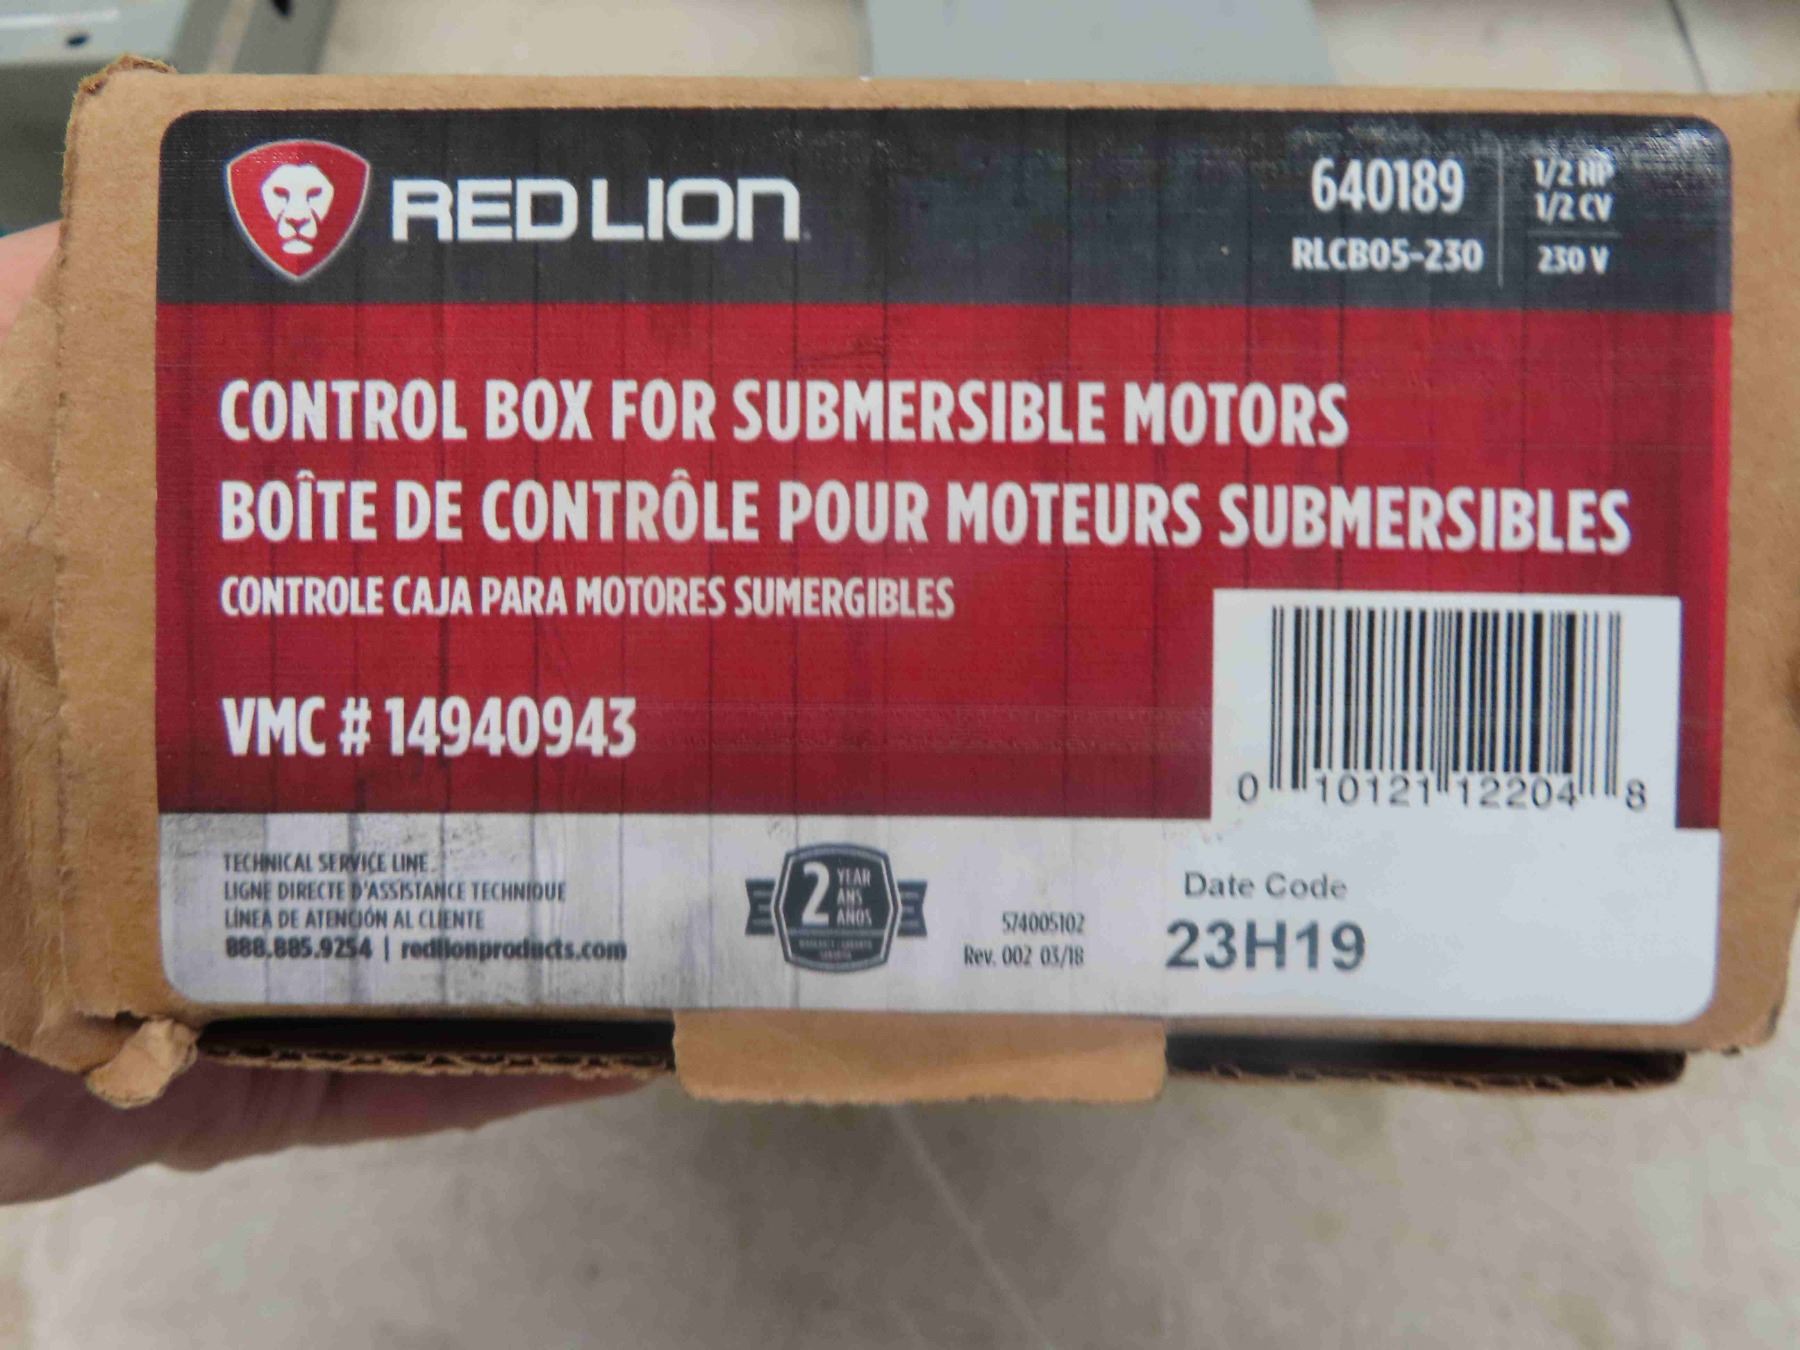 RED LION
640189
RLCB05-230
1/2 HP
1/2 CV
230 V
CONTROL BOX FOR SUBMERSIBLE MOTORS
BOÎTE DE CONTRÔLE POUR MOTEURS SUBMERSIBLES
CONTROLE CAJA PARA MOTORES SUMERGIBLES
VMC # 14940943
0 10121 12204 8
TECHNICAL SERVICE LINE
LIGNE DIRECTE D'ASSISTANCE TECHNIQUE
LÍNEA DE ATENCIÓN AL CLIENTE
888.885.9254 | redlionproducts.com
2 YEAR
ANS
AÑOS
574005102
Rev. 002 03/18
Date Code
23H19